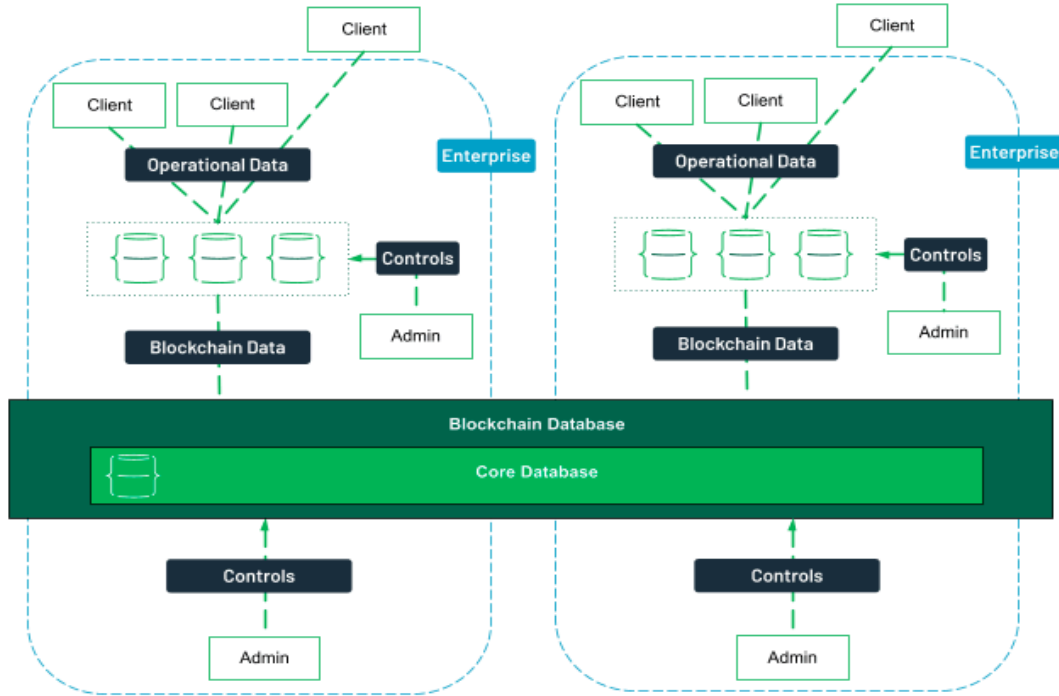 Client
Client
Client
Client
Client
Client
Operational Data
Enterprise
Operational Data
Enterprise
Controls
Controls
Admin
Admin
Blockchain Data
Blockchain Data
Blockchain Database
Core Database
Controls
Controls
Admin
Admin